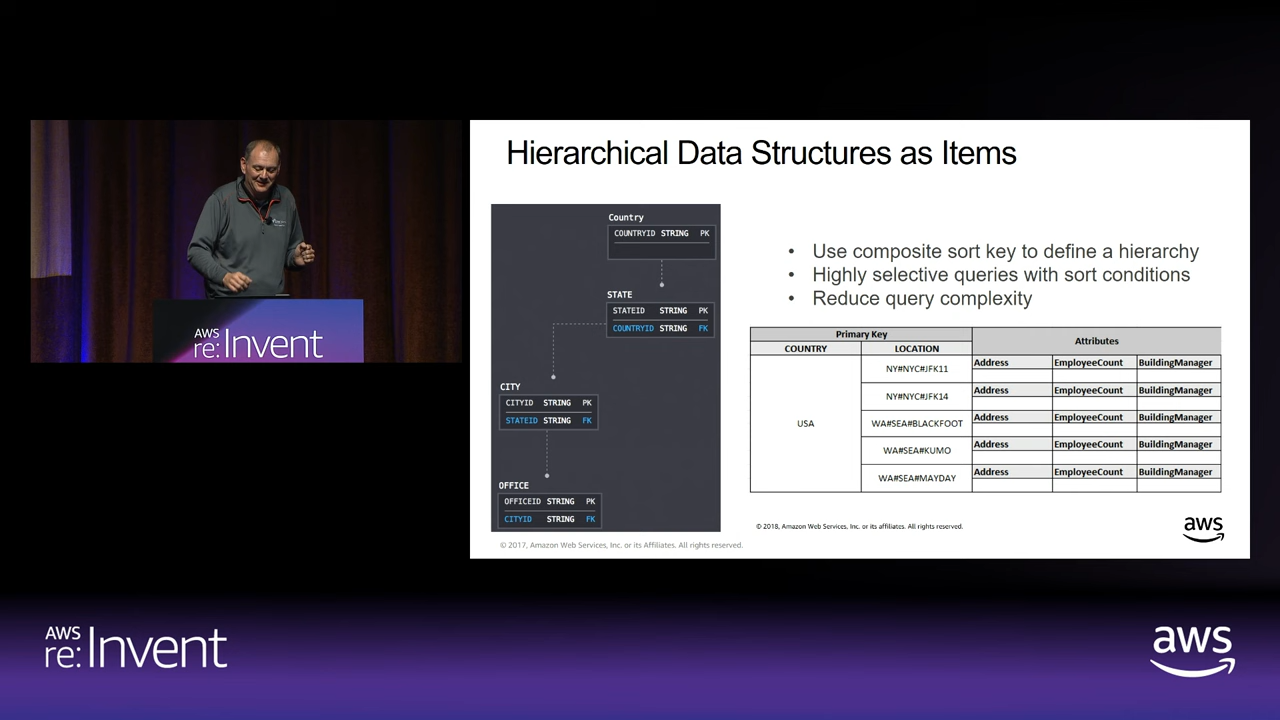 AWS
re:Invent
Hierarchical Data Structures as Items
Country
COUNTRYID STRING PK
STATE
STATEID STRING PK
COUNTRYID STRING FK
CITY
CITYID STRING PK
STATEID STRING FK
OFFICE
OFFICEID STRING PK
CITYID STRING FK
• Use composite sort key to define a hierarchy
• Highly selective queries with sort conditions
• Reduce query complexity
Primary Key Attributes
COUNTRY LOCATION
USA
NY#NYC#JFK11 Address EmployeeCount BuildingManager
NY#NYC#JFK14 Address EmployeeCount BuildingManager
WA#SEA#BLACKFOOT Address EmployeeCount BuildingManager
WA#SEA#KUMO Address EmployeeCount BuildingManager
WA#SEA#MAYDAY Address EmployeeCount BuildingManager
© 2018, Amazon Web Services, Inc. or its affiliates. All rights reserved.
aws
© 2017, Amazon Web Services, Inc. or its Affiliates. All rights reserved.
AWS
re:Invent
aws